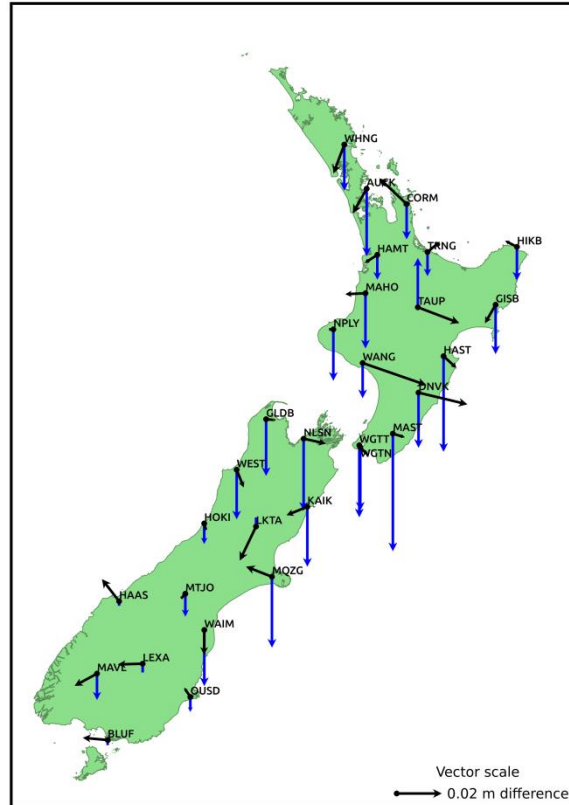 WHNG
AUCK
CORM
HAMT
TRNG
HIKB
MAHO
TAUP
GISB
NPLY
WANG
HAST
DNVK
GLDB
NLSN
MAST
WGTT
WGTN
WEST
KAIK
HOKI
LKTA
MQZG
HAAS
MTJO
WAIM
LEXA
MAVL
OUSD
BLUF
Vector scale
0.02 m difference